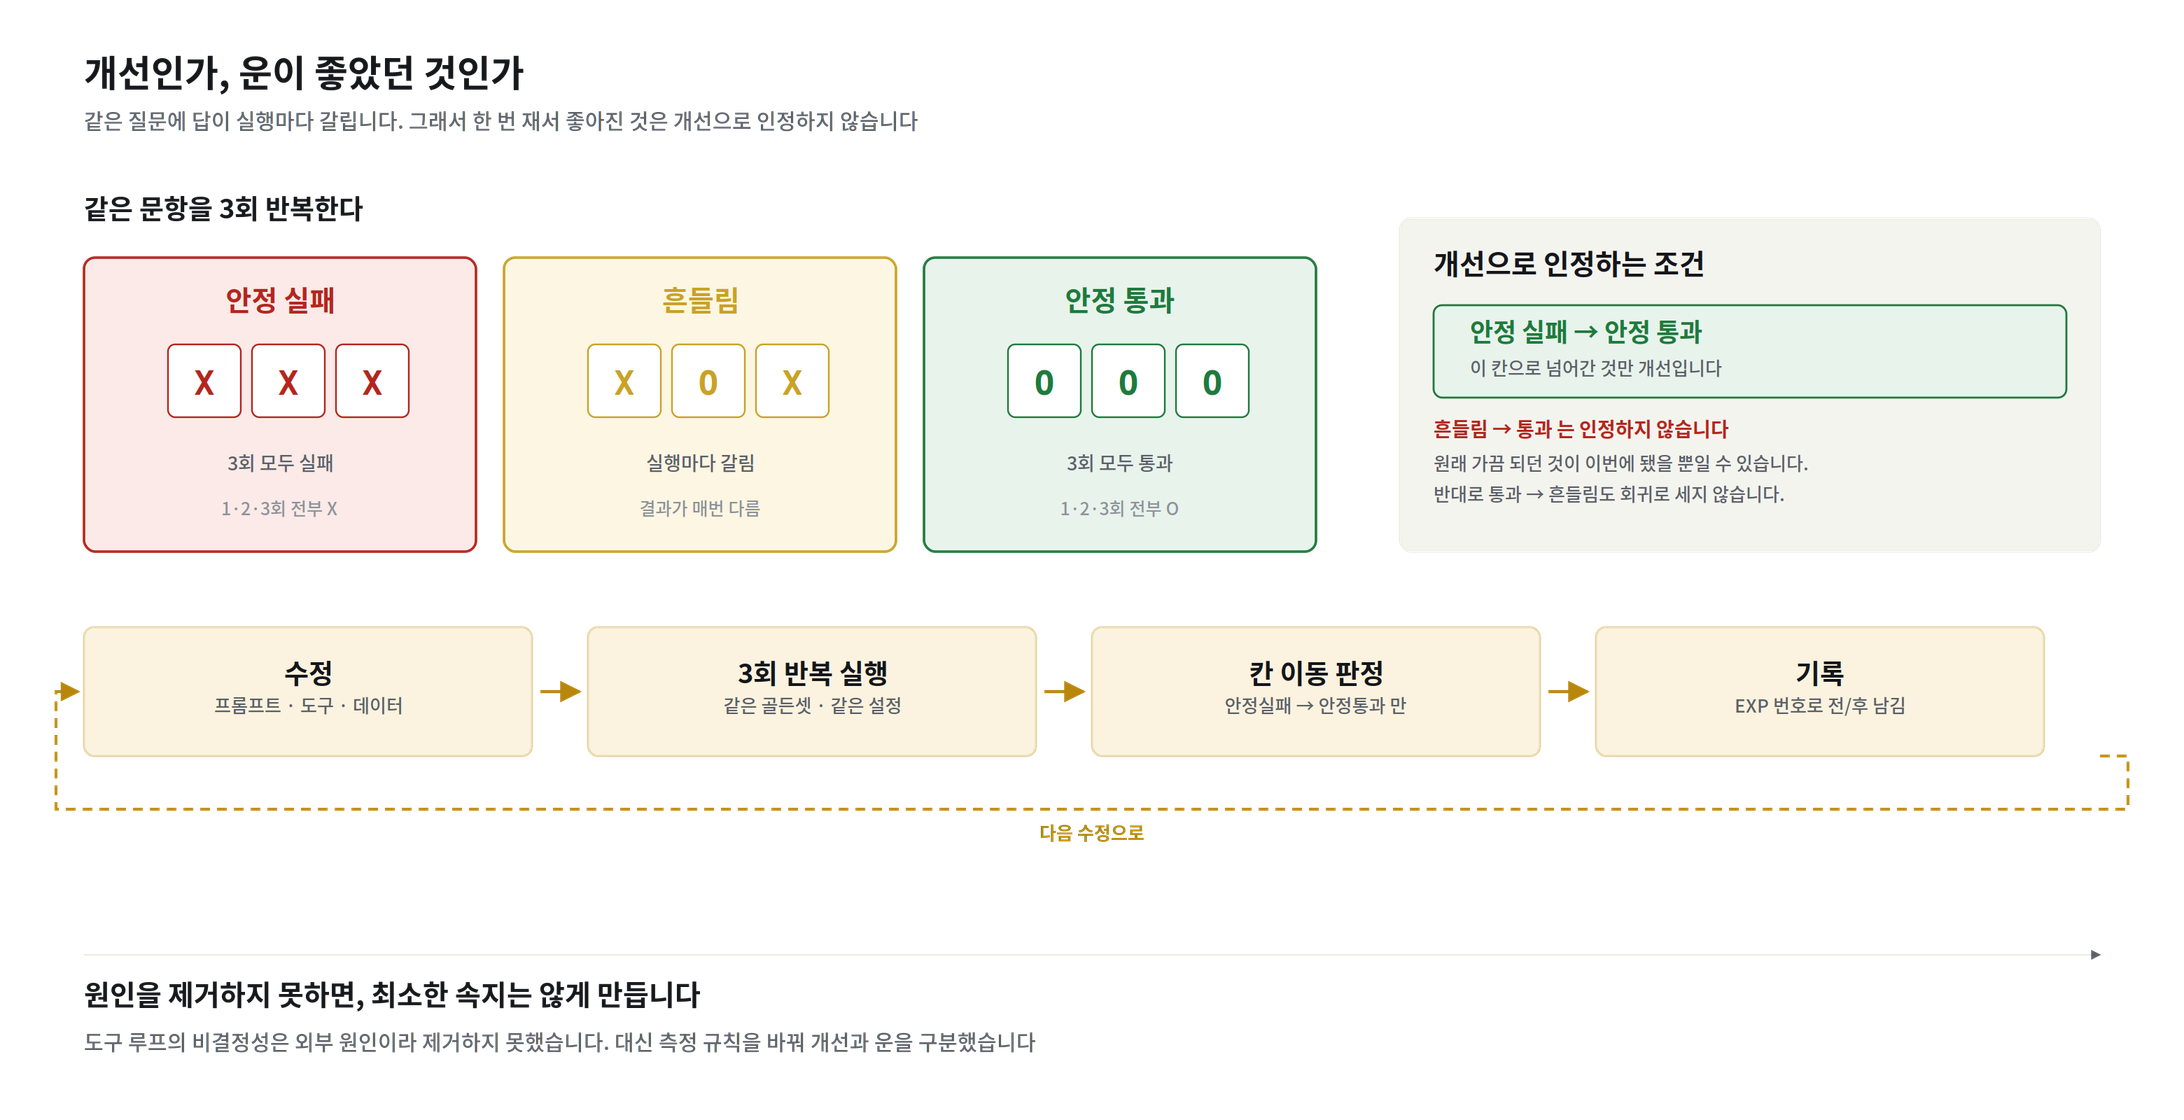 개선인가, 운이 좋았던 것인가
같은 질문에 답이 실행마다 갈립니다. 그래서 한 번 재서 좋아진 것은 개선으로 인정하지 않습니다
같은 문항을 3회 반복한다
안정 실패
X X X
3회 모두 실패
1·2·3회 전부 X
흔들림
X O X
실행마다 갈림
결과가 매번 다름
안정 통과
O O O
3회 모두 통과
1·2·3회 전부 O
개선으로 인정하는 조건
안정 실패 → 안정 통과
이 칸으로 넘어간 것만 개선입니다
흔들림 → 통과 는 인정하지 않습니다
원래 가끔 되던 것이 이번에 됐을 뿐일 수 있습니다.
반대로 통과 → 흔들림도 회귀로 세지 않습니다.
수정
프롬프트 · 도구 · 데이터
3회 반복 실행
같은 골든셋 · 같은 설정
칸 이동 판정
안정실패 → 안정통과 만
기록
EXP 번호로 전/후 남김
다음 수정으로
원인을 제거하지 못하면, 최소한 속지는 않게 만듭니다
도구 루프의 비결정성은 외부 원인이라 제거하지 못했습니다. 대신 측정 규칙을 바꿔 개선과 운을 구분했습니다